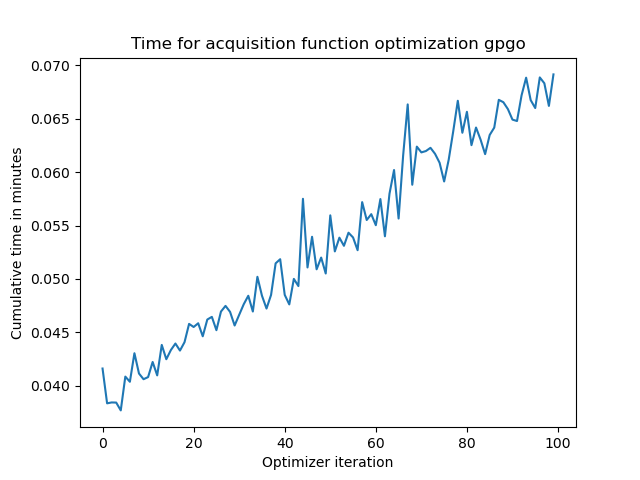 Time for acquisition function optimization gpgo
Cumulative time in minutes
0.070
0.065
0.060
0.055
0.050
0.045
0.040
0 20 40 60 80 100
Optimizer iteration